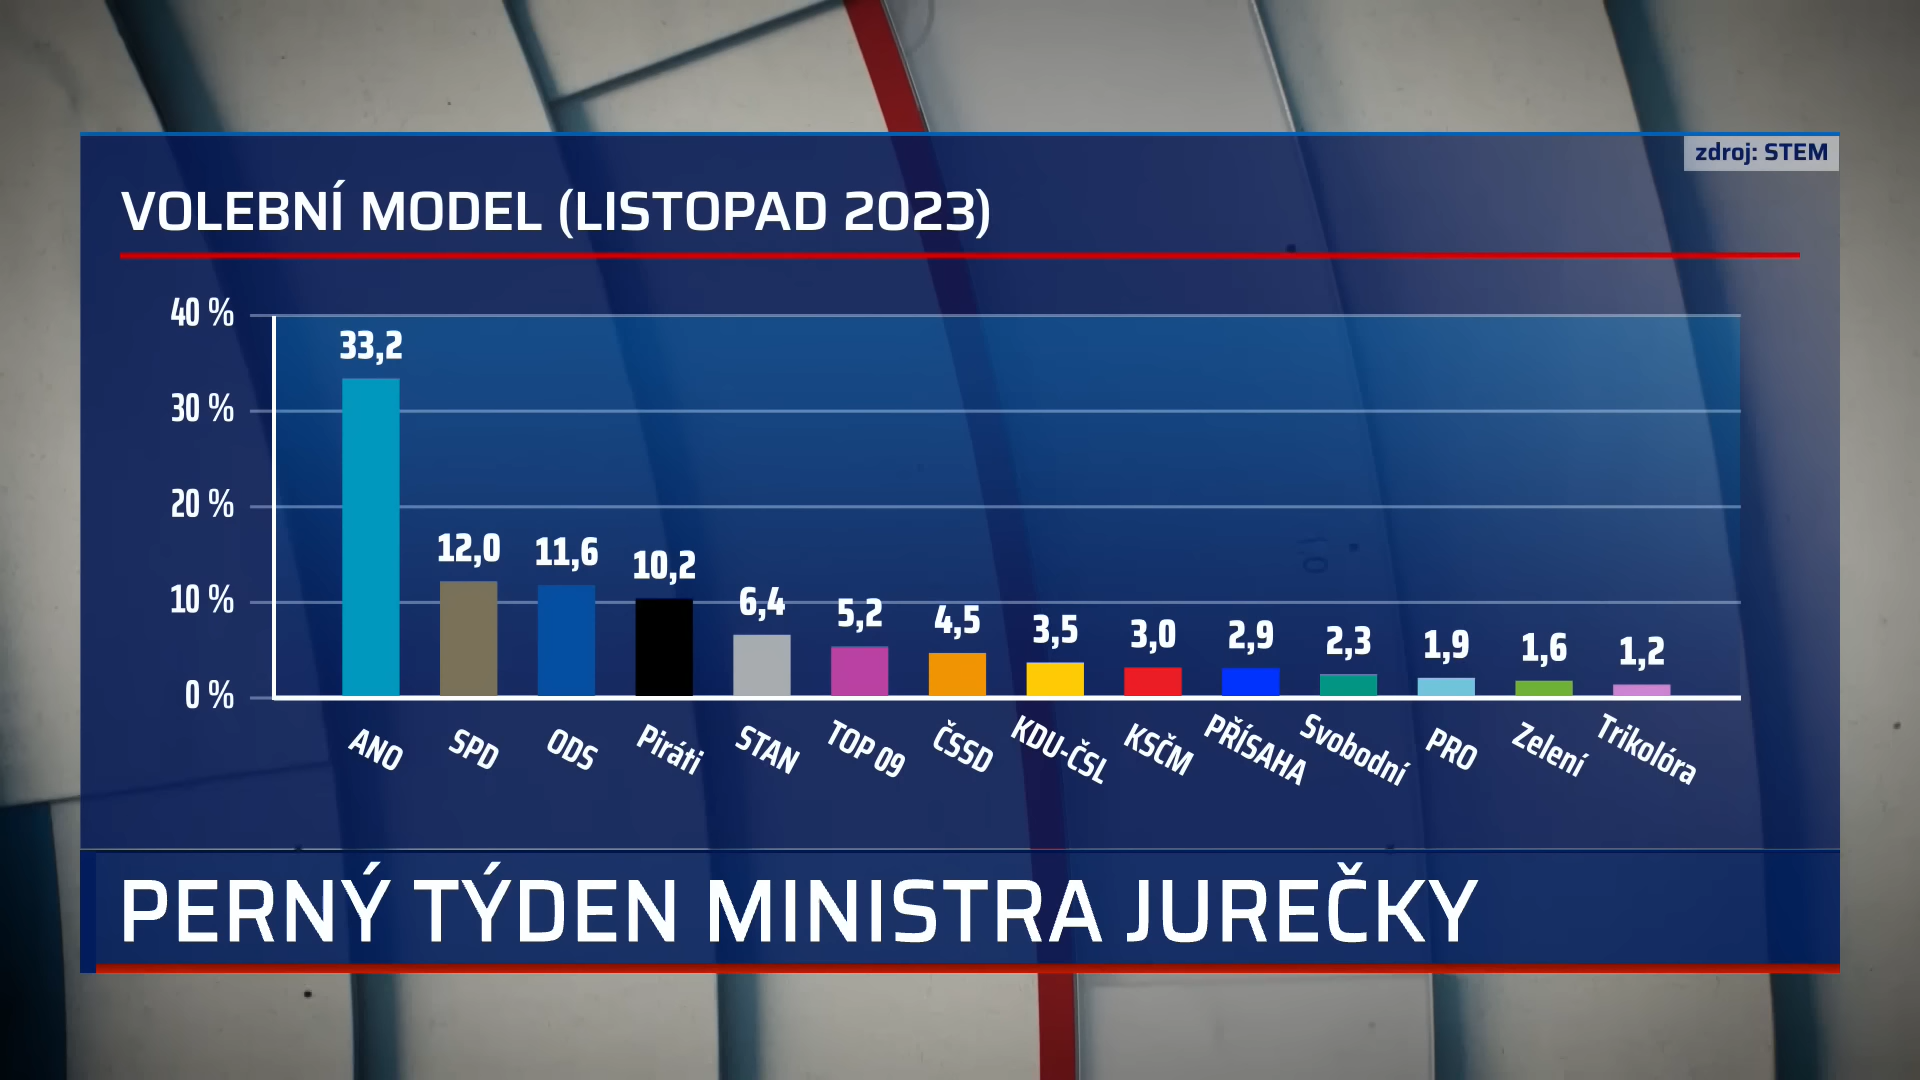 zdroj: STEM
VOLEBNÍ MODEL (LISTOPAD 2023)
40 %
30 %
20 %
10 %
0 %
33,2
12,0
11,6
10,2
6,4
5,2
4,5
3,5
3,0
2,9
2,3
1,9
1,6
1,2
ANO
SPD
ODS
Piráti
STAN
TOP 09
ČSSD
KDU-ČSL
KSČM
PŘÍSAHA
Svobodní
PRO
Zelení
Trikolóra
PERNÝ TÝDEN MINISTRA JUREČKY